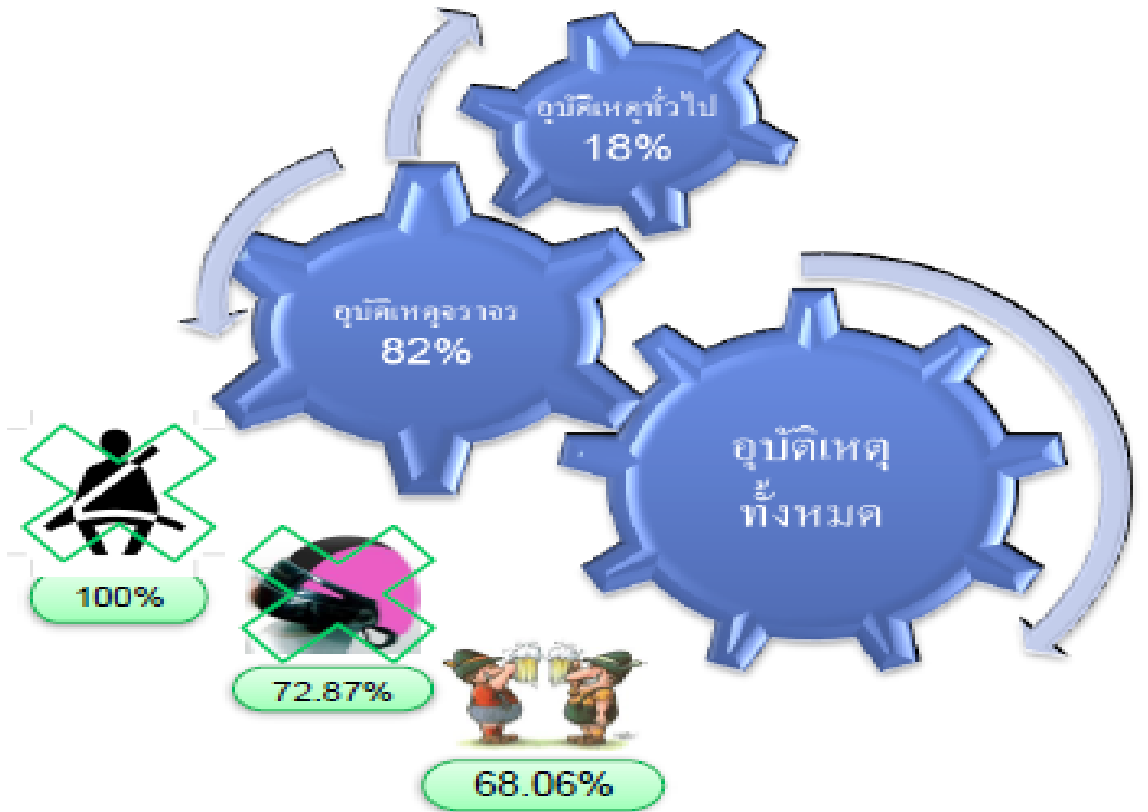 อุบัติเหตุทั่วไป
18%
อุบัติเหตุจราจร
82%
อุบัติเหตุ
ทั้งหมด
100%
72.87%
68.06%